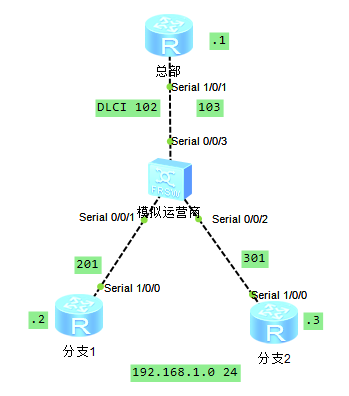 R
.1
总部
Serial 1/0/1
DLCI 102
103
Serial 0/0/3
模拟运营商
Serial 0/0/1
Serial 0/0/2
201
301
Serial 1/0/0
Serial 1/0/0
.2
R
R
.3
分支1
分支2
192.168.1.0 24